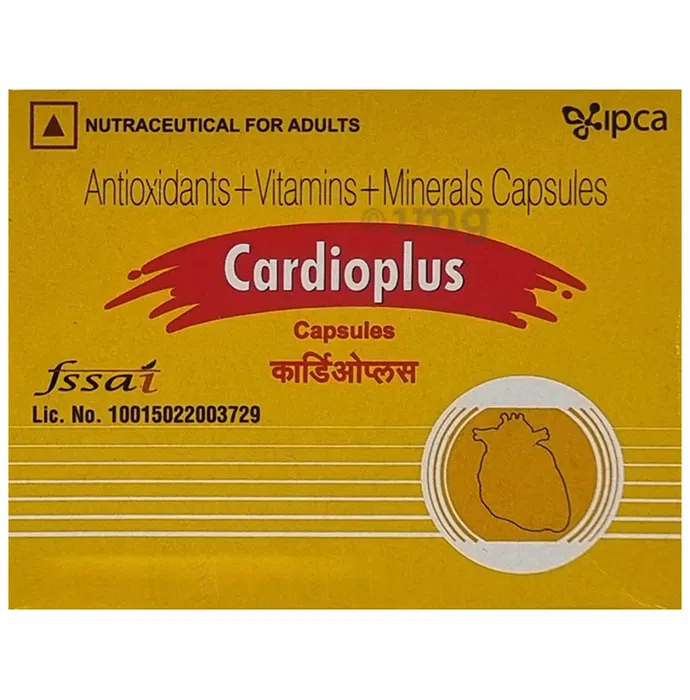 NUTRACEUTICAL FOR ADULTS
ipca
Antioxidants+Vitamins+Minerals Capsules
©1mg
Cardioplus
Capsules
कार्डिओप्लस
fssai
Lic. No. 10015022003729